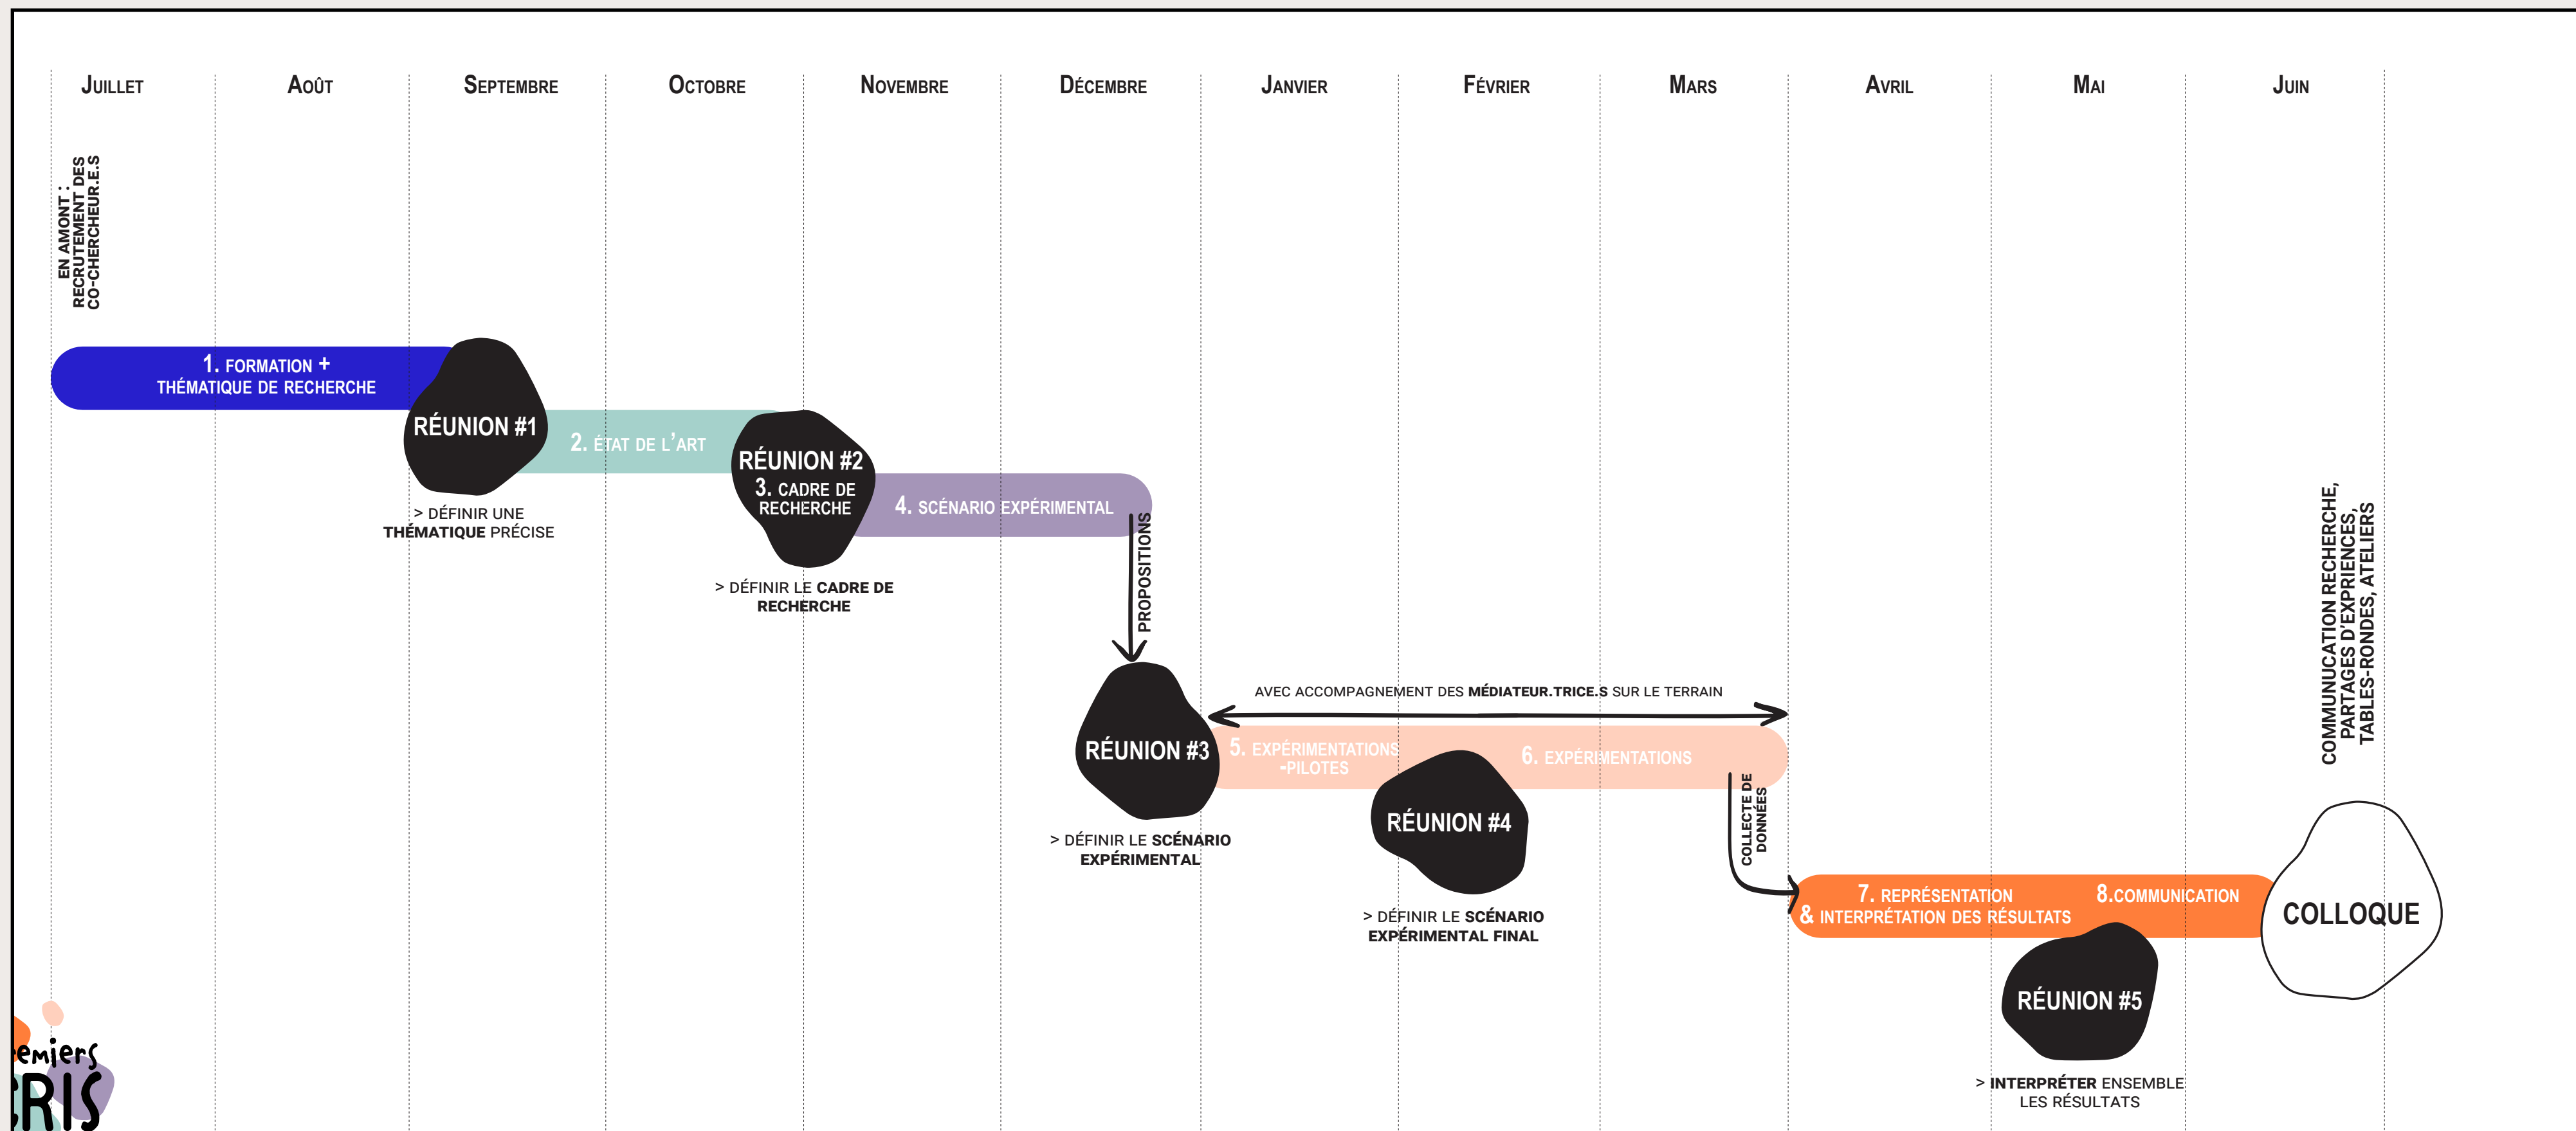 Juillet Août Septembre Octobre Novembre Décembre Janvier Février Mars Avril Mai Juin
EN AMONT :
RECRUTEMENT DES
CO-CHERCHEUR.E.S
1. FORMATION +
THÉMATIQUE DE RECHERCHE
RÉUNION #1
> DÉFINIR UNE
THÉMATIQUE PRÉCISE
2. ÉTAT DE L'ART
RÉUNION #2
3. CADRE DE
RECHERCHE
> DÉFINIR LE CADRE DE
RECHERCHE
4. SCÉNARIO EXPÉRIMENTAL
PROPOSITIONS
RÉUNION #3
> DÉFINIR LE SCÉNARIO
EXPÉRIMENTAL
AVEC ACCOMPAGNEMENT DES MÉDIATEUR.TRICE.S SUR LE TERRAIN
5. EXPÉRIMENTATIONS
-PILOTES
6. EXPÉRIMENTATIONS
RÉUNION #4
> DÉFINIR LE SCÉNARIO
EXPÉRIMENTAL FINAL
COLLECTE DE
DONNÉES
7. REPRÉSENTATION
& INTERPRÉTATION DES RÉSULTATS
8.COMMUNICATION
RÉUNION #5
> INTERPRÉTER ENSEMBLE
LES RÉSULTATS
COMMUNUCATION RECHERCHE,
PARTAGES D'EXPRIENCES,
TABLES-RONDES, ATELIERS
COLLOQUE
emiers
CRIS